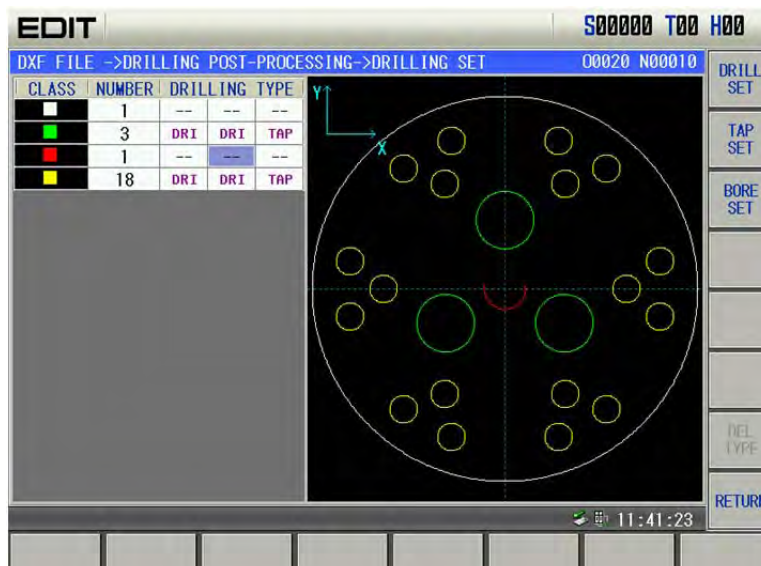 EDIT
S00000 T00 H00
DXF FILE ->DRILLING POST-PROCESSING->DRILLING SET 00020 N00010
CLASS NUMBER DRILLING TYPE
1 -- -- --
3 DRI DRI TAP
1 -- -- --
18 DRI DRI TAP
Y
X
DRILL
SET
TAP
SET
BORE
SET
DEL
TYPE
RETURN
11:41:23